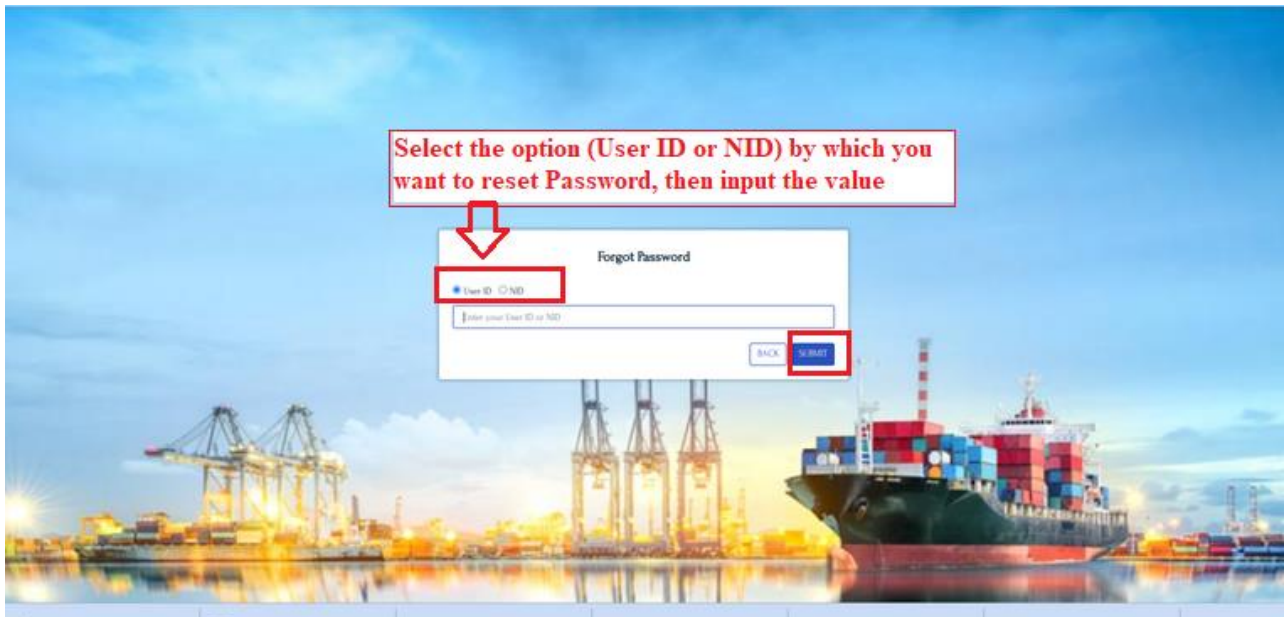 Select the option (User ID or NID) by which you
want to reset Password, then input the value
Forgot Password
User ID NID
Enter your User ID or NID
BACK SUBMIT